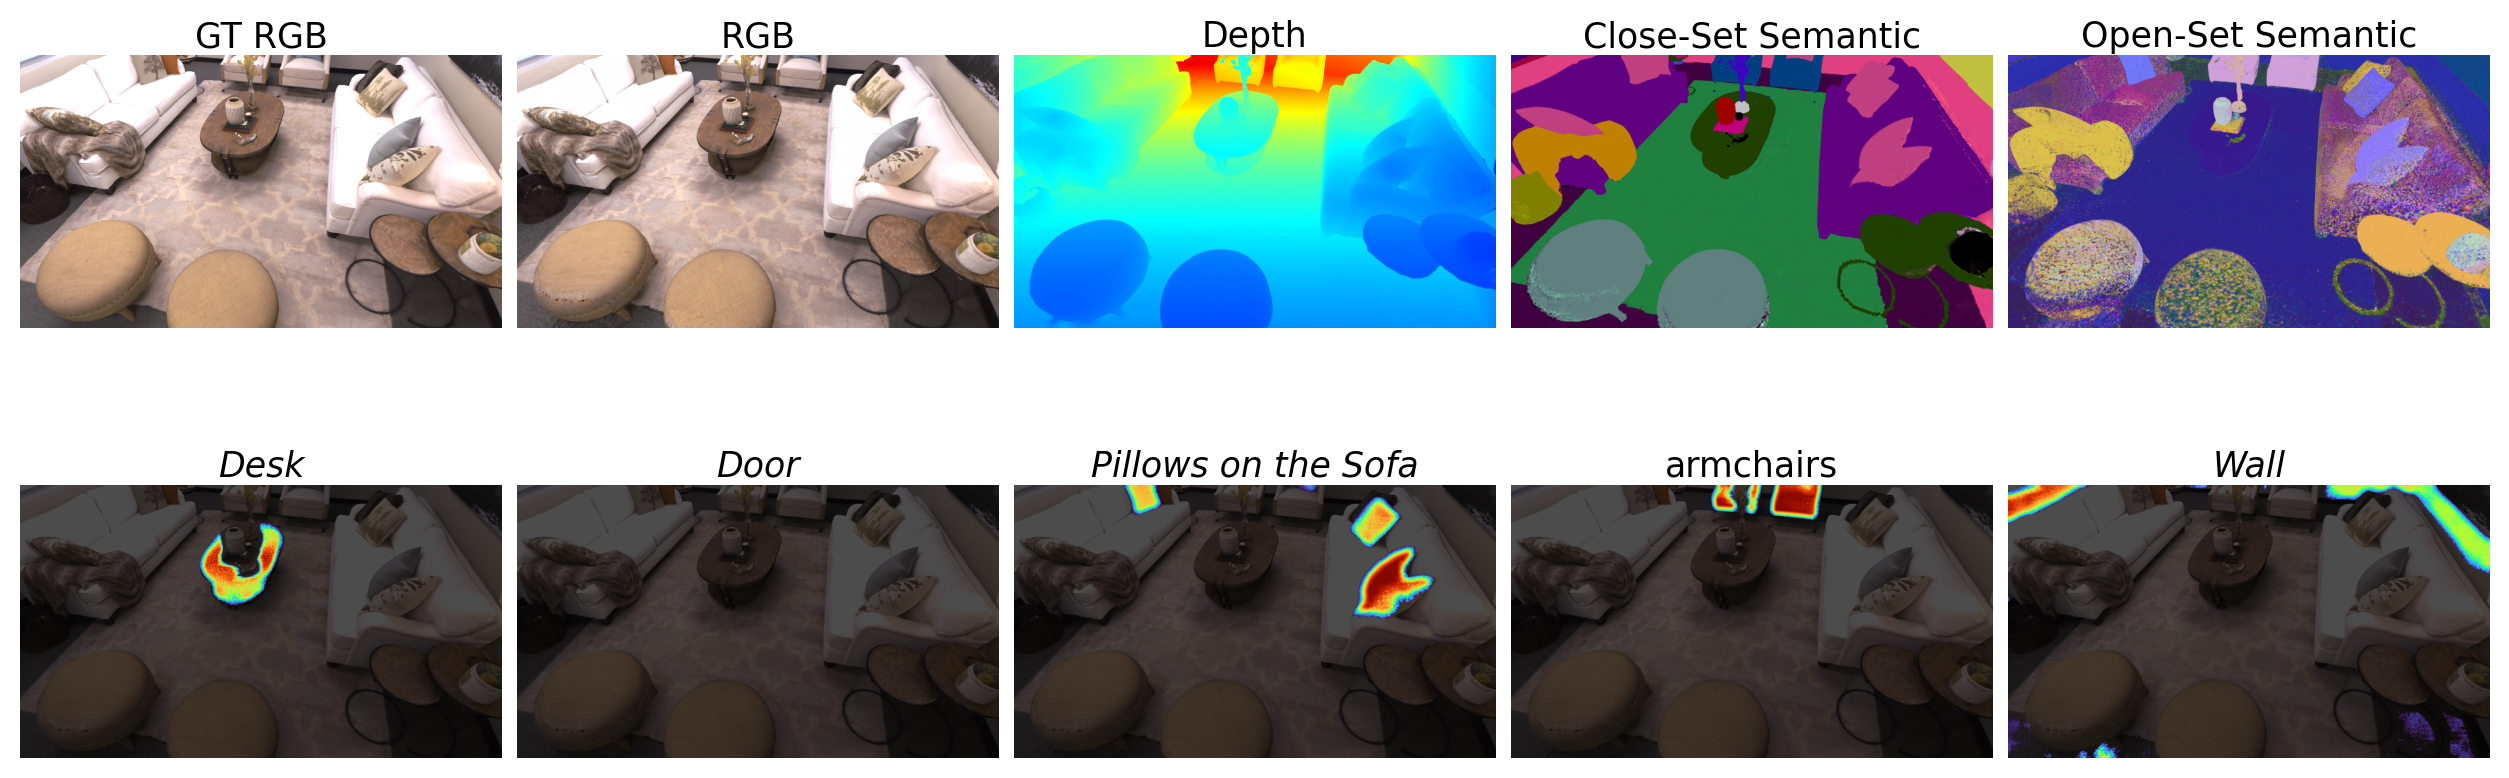 GT RGB
RGB
Depth
Close-Set Semantic
Open-Set Semantic
Desk
Door
Pillows on the Sofa
armchairs
Wall